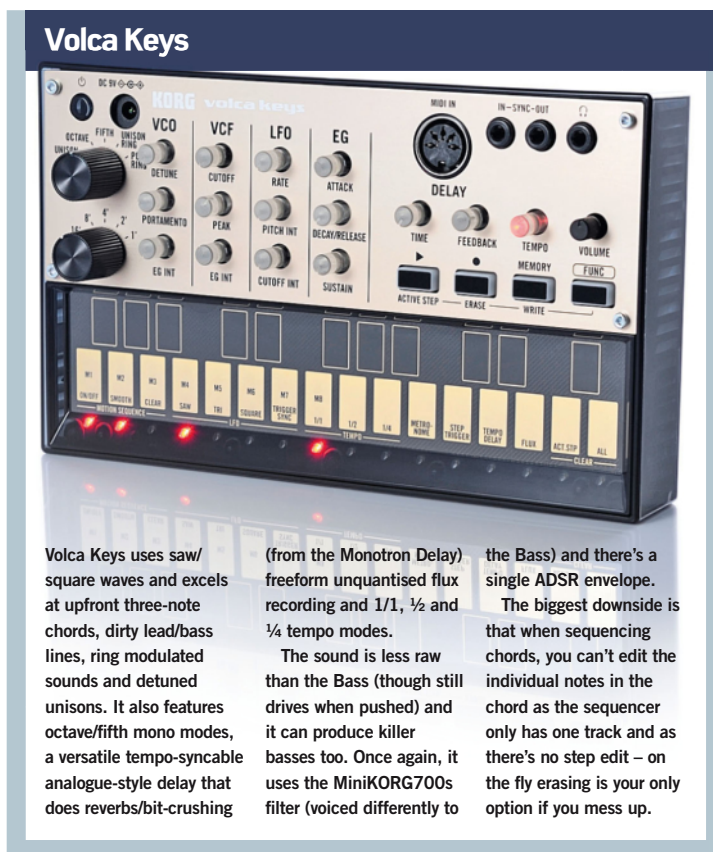 Volca Keys
DC 9V
KORG volca keys
MIDI IN
IN-SYNC-OUT
OCTAVE
FIFTH
UNISON
RING
UNISON
RING
VCO
VCF
LFO
EG
DETUNE
CUTOFF
RATE
ATTACK
DELAY
16' 8' 4' 2' 1'
PORTAMENTO
PEAK
PITCH INT
DECAY/RELEASE
TIME
FEEDBACK
TEMPO
VOLUME
EG INT
EG INT
CUTOFF INT
SUSTAIN
MEMORY
FUNC
ACTIVE STEP
ERASE
WRITE
M1 M2 M3 M4 M5 M6 M7 M8
ON/OFF SMOOTH CLEAR SAW TRI SQUARE TRIGGER SYNC 1/1 1/2 1/4 METRO-NOME STEP TRIGGER TEMPO DELAY FLUX ACT.STP ALL
MOTION SEQUENCE LFO TEMPO CLEAR
Volca Keys uses saw/
square waves and excels
at upfront three-note
chords, dirty lead/bass
lines, ring modulated
sounds and detuned
unisons. It also features
octave/fifth mono modes,
a versatile tempo-syncable
analogue-style delay that
does reverbs/bit-crushing
(from the Monotron Delay)
freeform unquantised flux
recording and 1/1, ½ and
¼ tempo modes.
The sound is less raw
than the Bass (though still
drives when pushed) and
it can produce killer
basses too. Once again, it
uses the MiniKORG700s
filter (voiced differently to
the Bass) and there's a
single ADSR envelope.
The biggest downside is
that when sequencing
chords, you can't edit the
individual notes in the
chord as the sequencer
only has one track and as
there's no step edit – on
the fly erasing is your only
option if you mess up.